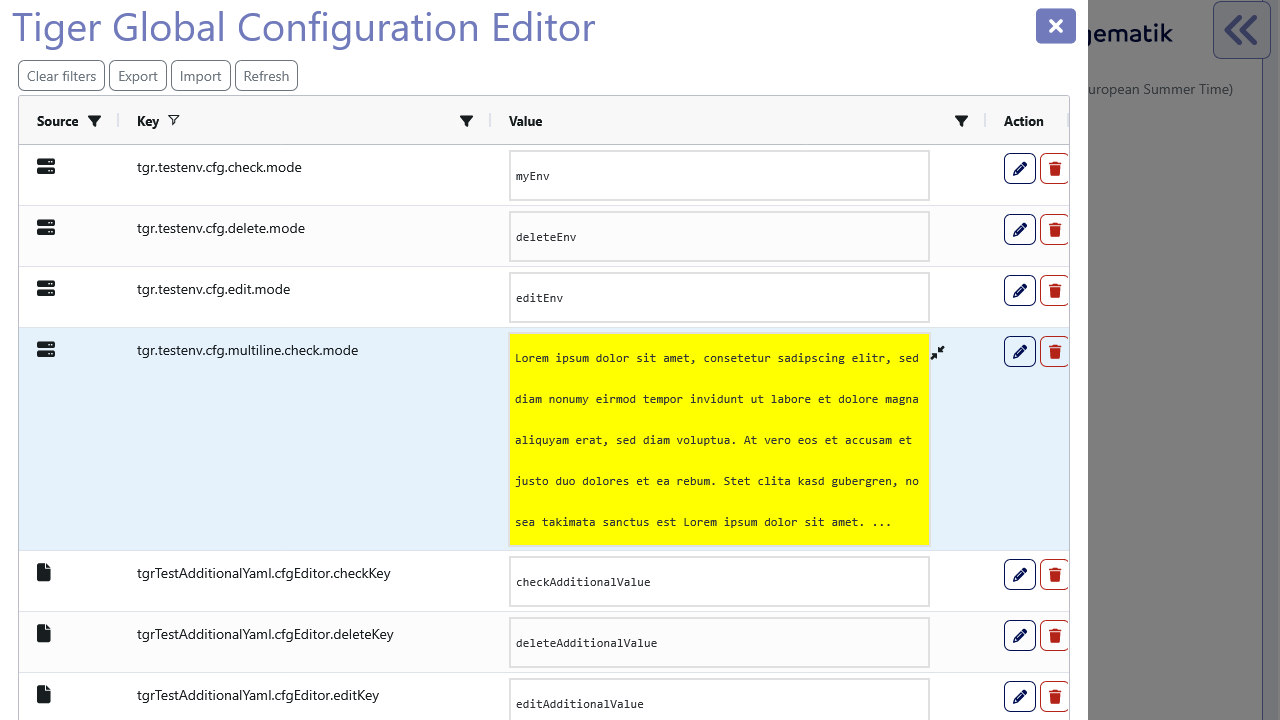 Tiger Global Configuration Editor
gematik
Clear filters Export Import Refresh
uropean Summer Time)
Source Key Value Action
tgr.testenv.cfg.check.mode
myEnv
tgr.testenv.cfg.delete.mode
deleteEnv
tgr.testenv.cfg.edit.mode
editEnv
tgr.testenv.cfg.multiline.check.mode
Lorem ipsum dolor sit amet, consetetur sadipscing elitr, sed
diam nonumy eirmod tempor invidunt ut labore et dolore magna
aliquyam erat, sed diam voluptua. At vero eos et accusam et
justo duo dolores et ea rebum. Stet clita kasd gubergren, no
sea takimata sanctus est Lorem ipsum dolor sit amet. ...
tgrTestAdditionalYaml.cfgEditor.checkKey
checkAdditionalValue
tgrTestAdditionalYaml.cfgEditor.deleteKey
deleteAdditionalValue
tgrTestAdditionalYaml.cfgEditor.editKey
editAdditionalValue